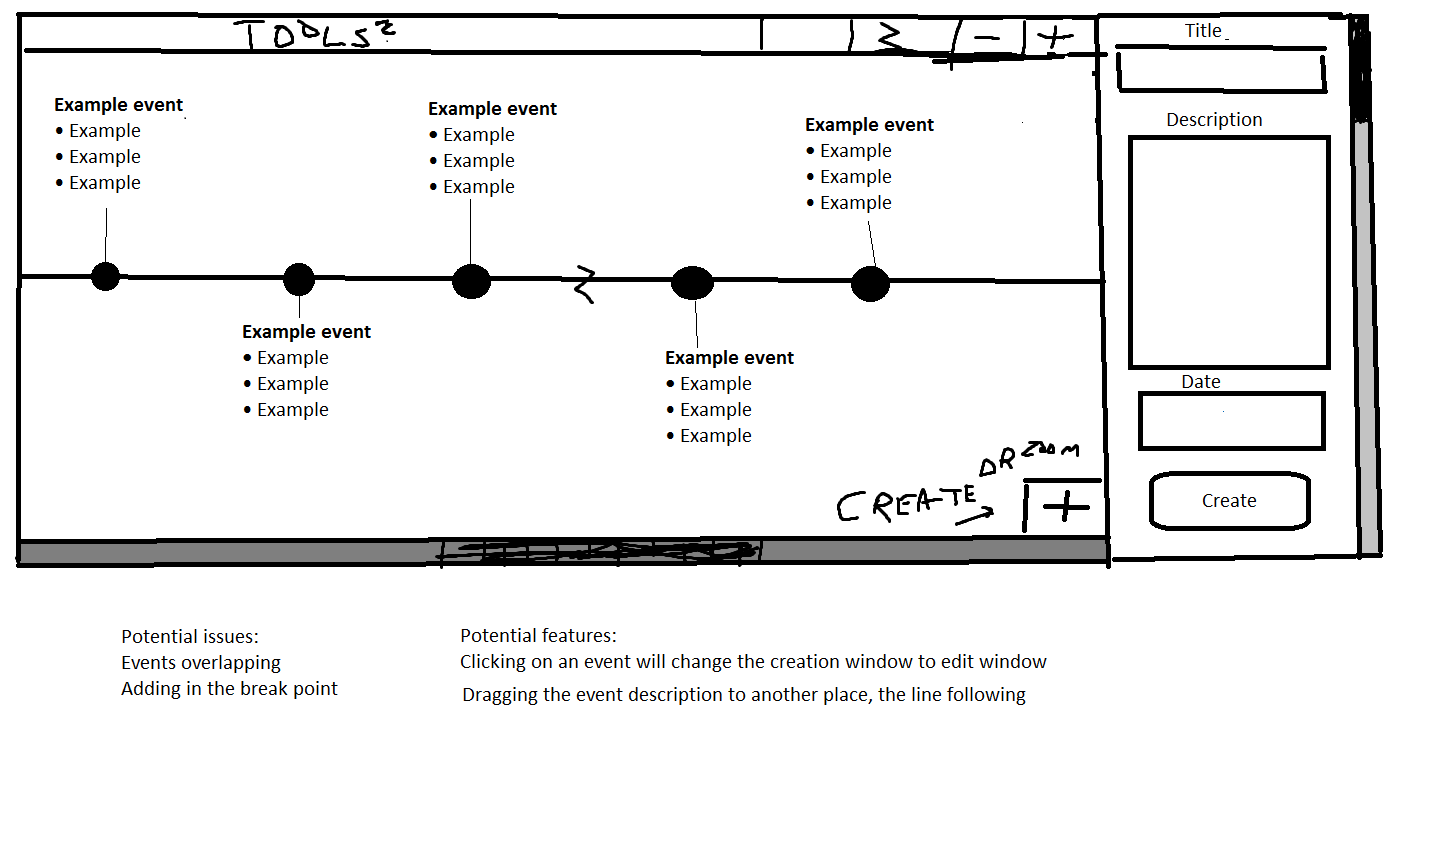 TOOLS?
- +
Title
Description
Date
Create
Example event
• Example
• Example
• Example
Example event
• Example
• Example
• Example
Example event
• Example
• Example
• Example
Example event
• Example
• Example
• Example
Example event
• Example
• Example
• Example
CREATE OR ZOOM
+
Potential issues:
Events overlapping
Adding in the break point
Potential features:
Clicking on an event will change the creation window to edit window
Dragging the event description to another place, the line following